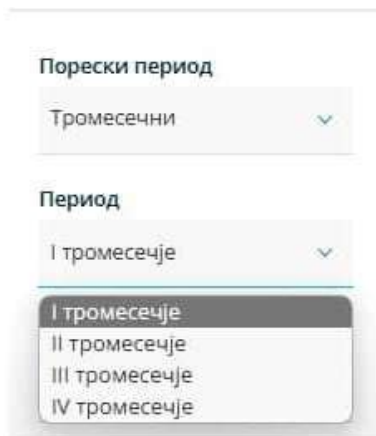 Порески период
Тромесечни
Период
I тромесечје
I тромесечје
II тромесечје
III тромесечје
IV тромесечје